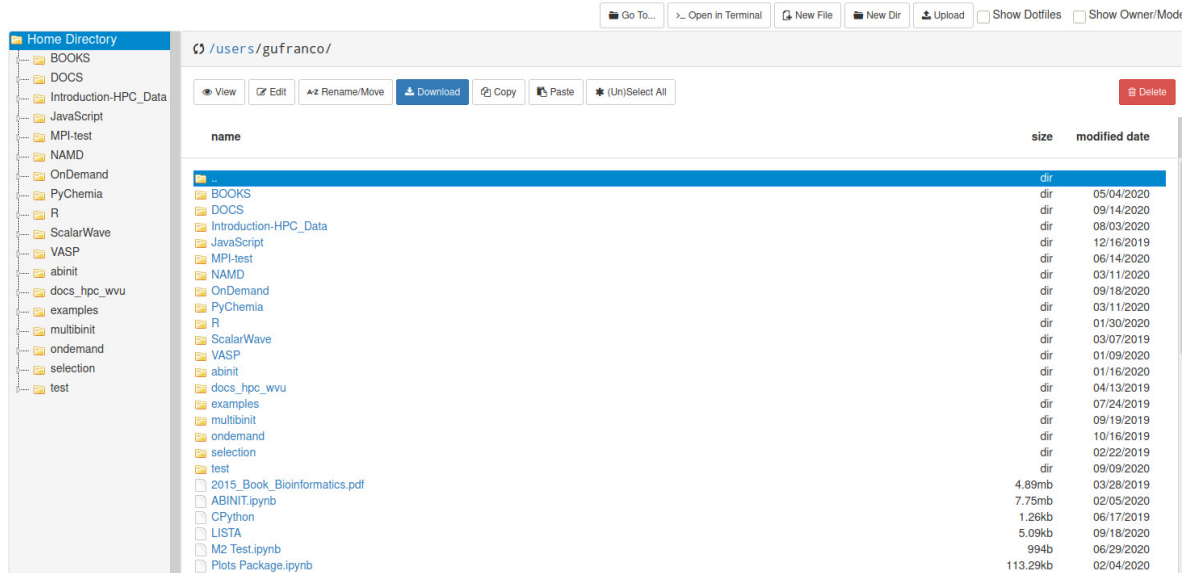 Go To... >_ Open in Terminal New File New Dir Upload Show Dotfiles Show Owner/Mode
Home Directory
BOOKS
DOCS
Introduction-HPC_Data
JavaScript
MPI-test
NAMD
OnDemand
PyChemia
R
ScalarWave
VASP
abinit
docs_hpc_wvu
examples
multibinit
ondemand
selection
test
/users/gufranco/
View Edit A-Z Rename/Move Download Copy Paste (Un)Select All Delete
name size modified date
.. dir
BOOKS dir 05/04/2020
DOCS dir 09/14/2020
Introduction-HPC_Data dir 08/03/2020
JavaScript dir 12/16/2019
MPI-test dir 06/14/2020
NAMD dir 03/11/2020
OnDemand dir 09/18/2020
PyChemia dir 03/11/2020
R dir 01/30/2020
ScalarWave dir 03/07/2019
VASP dir 01/09/2020
abinit dir 01/16/2020
docs_hpc_wvu dir 04/13/2019
examples dir 07/24/2019
multibinit dir 09/19/2019
ondemand dir 10/16/2019
selection dir 02/22/2019
test dir 09/09/2020
2015_Book_Bioinformatics.pdf 4.89mb 03/28/2019
ABINIT.ipynb 7.75mb 02/05/2020
CPython 1.26kb 06/17/2019
LISTA 5.09kb 09/18/2020
M2 Test.ipynb 994b 06/29/2020
Plots Package.ipynb 113.29kb 02/04/2020